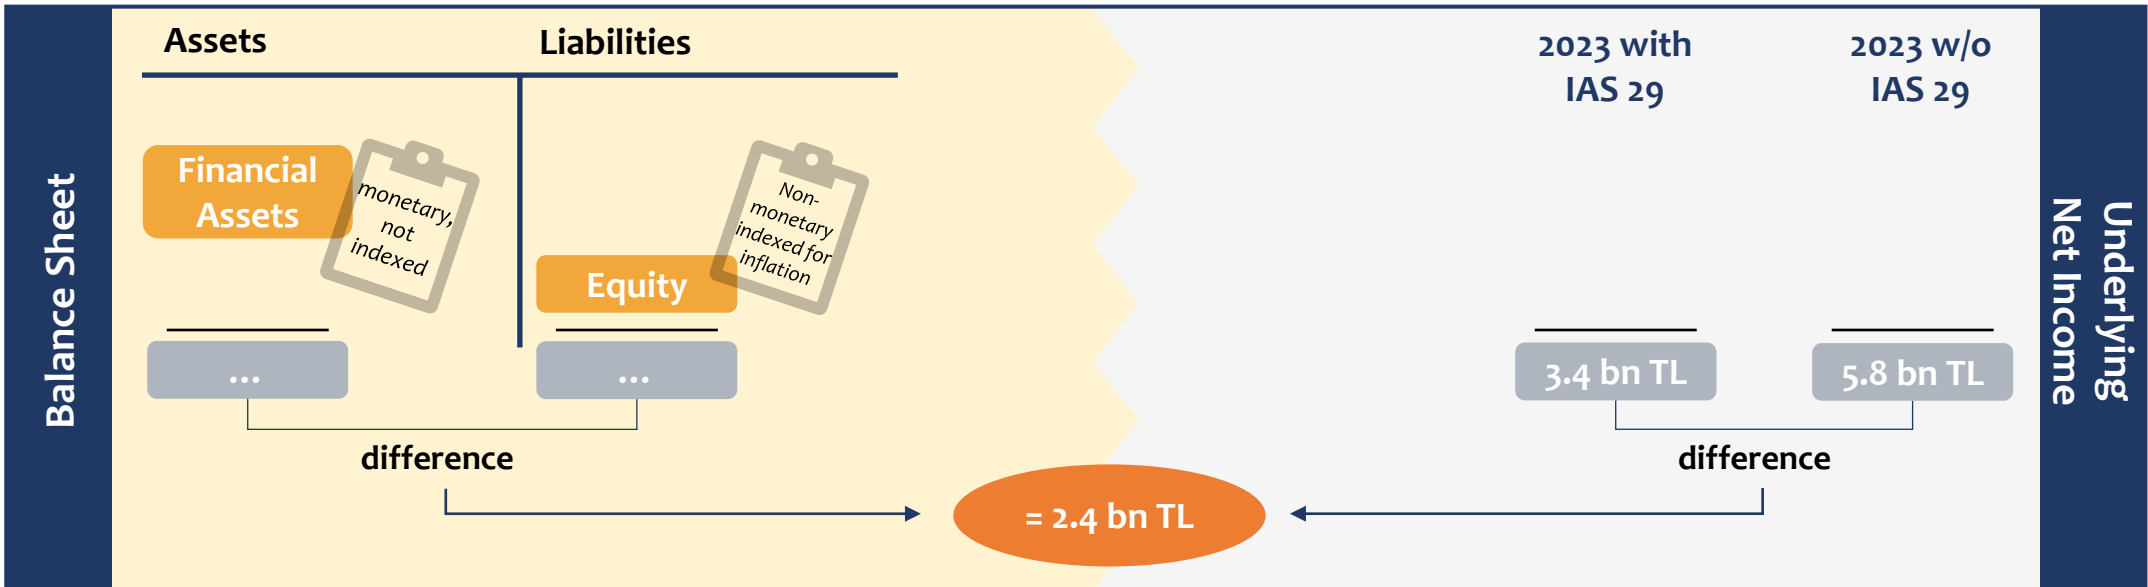 Balance Sheet
Assets
Liabilities
Financial
Assets
monetary,
not
indexed
Equity
Non-
monetary
indexed for
inflation
...
...
difference
= 2.4 bn TL
2023 with
IAS 29
2023 w/o
IAS 29
3.4 bn TL
5.8 bn TL
difference
Underlying
Net Income